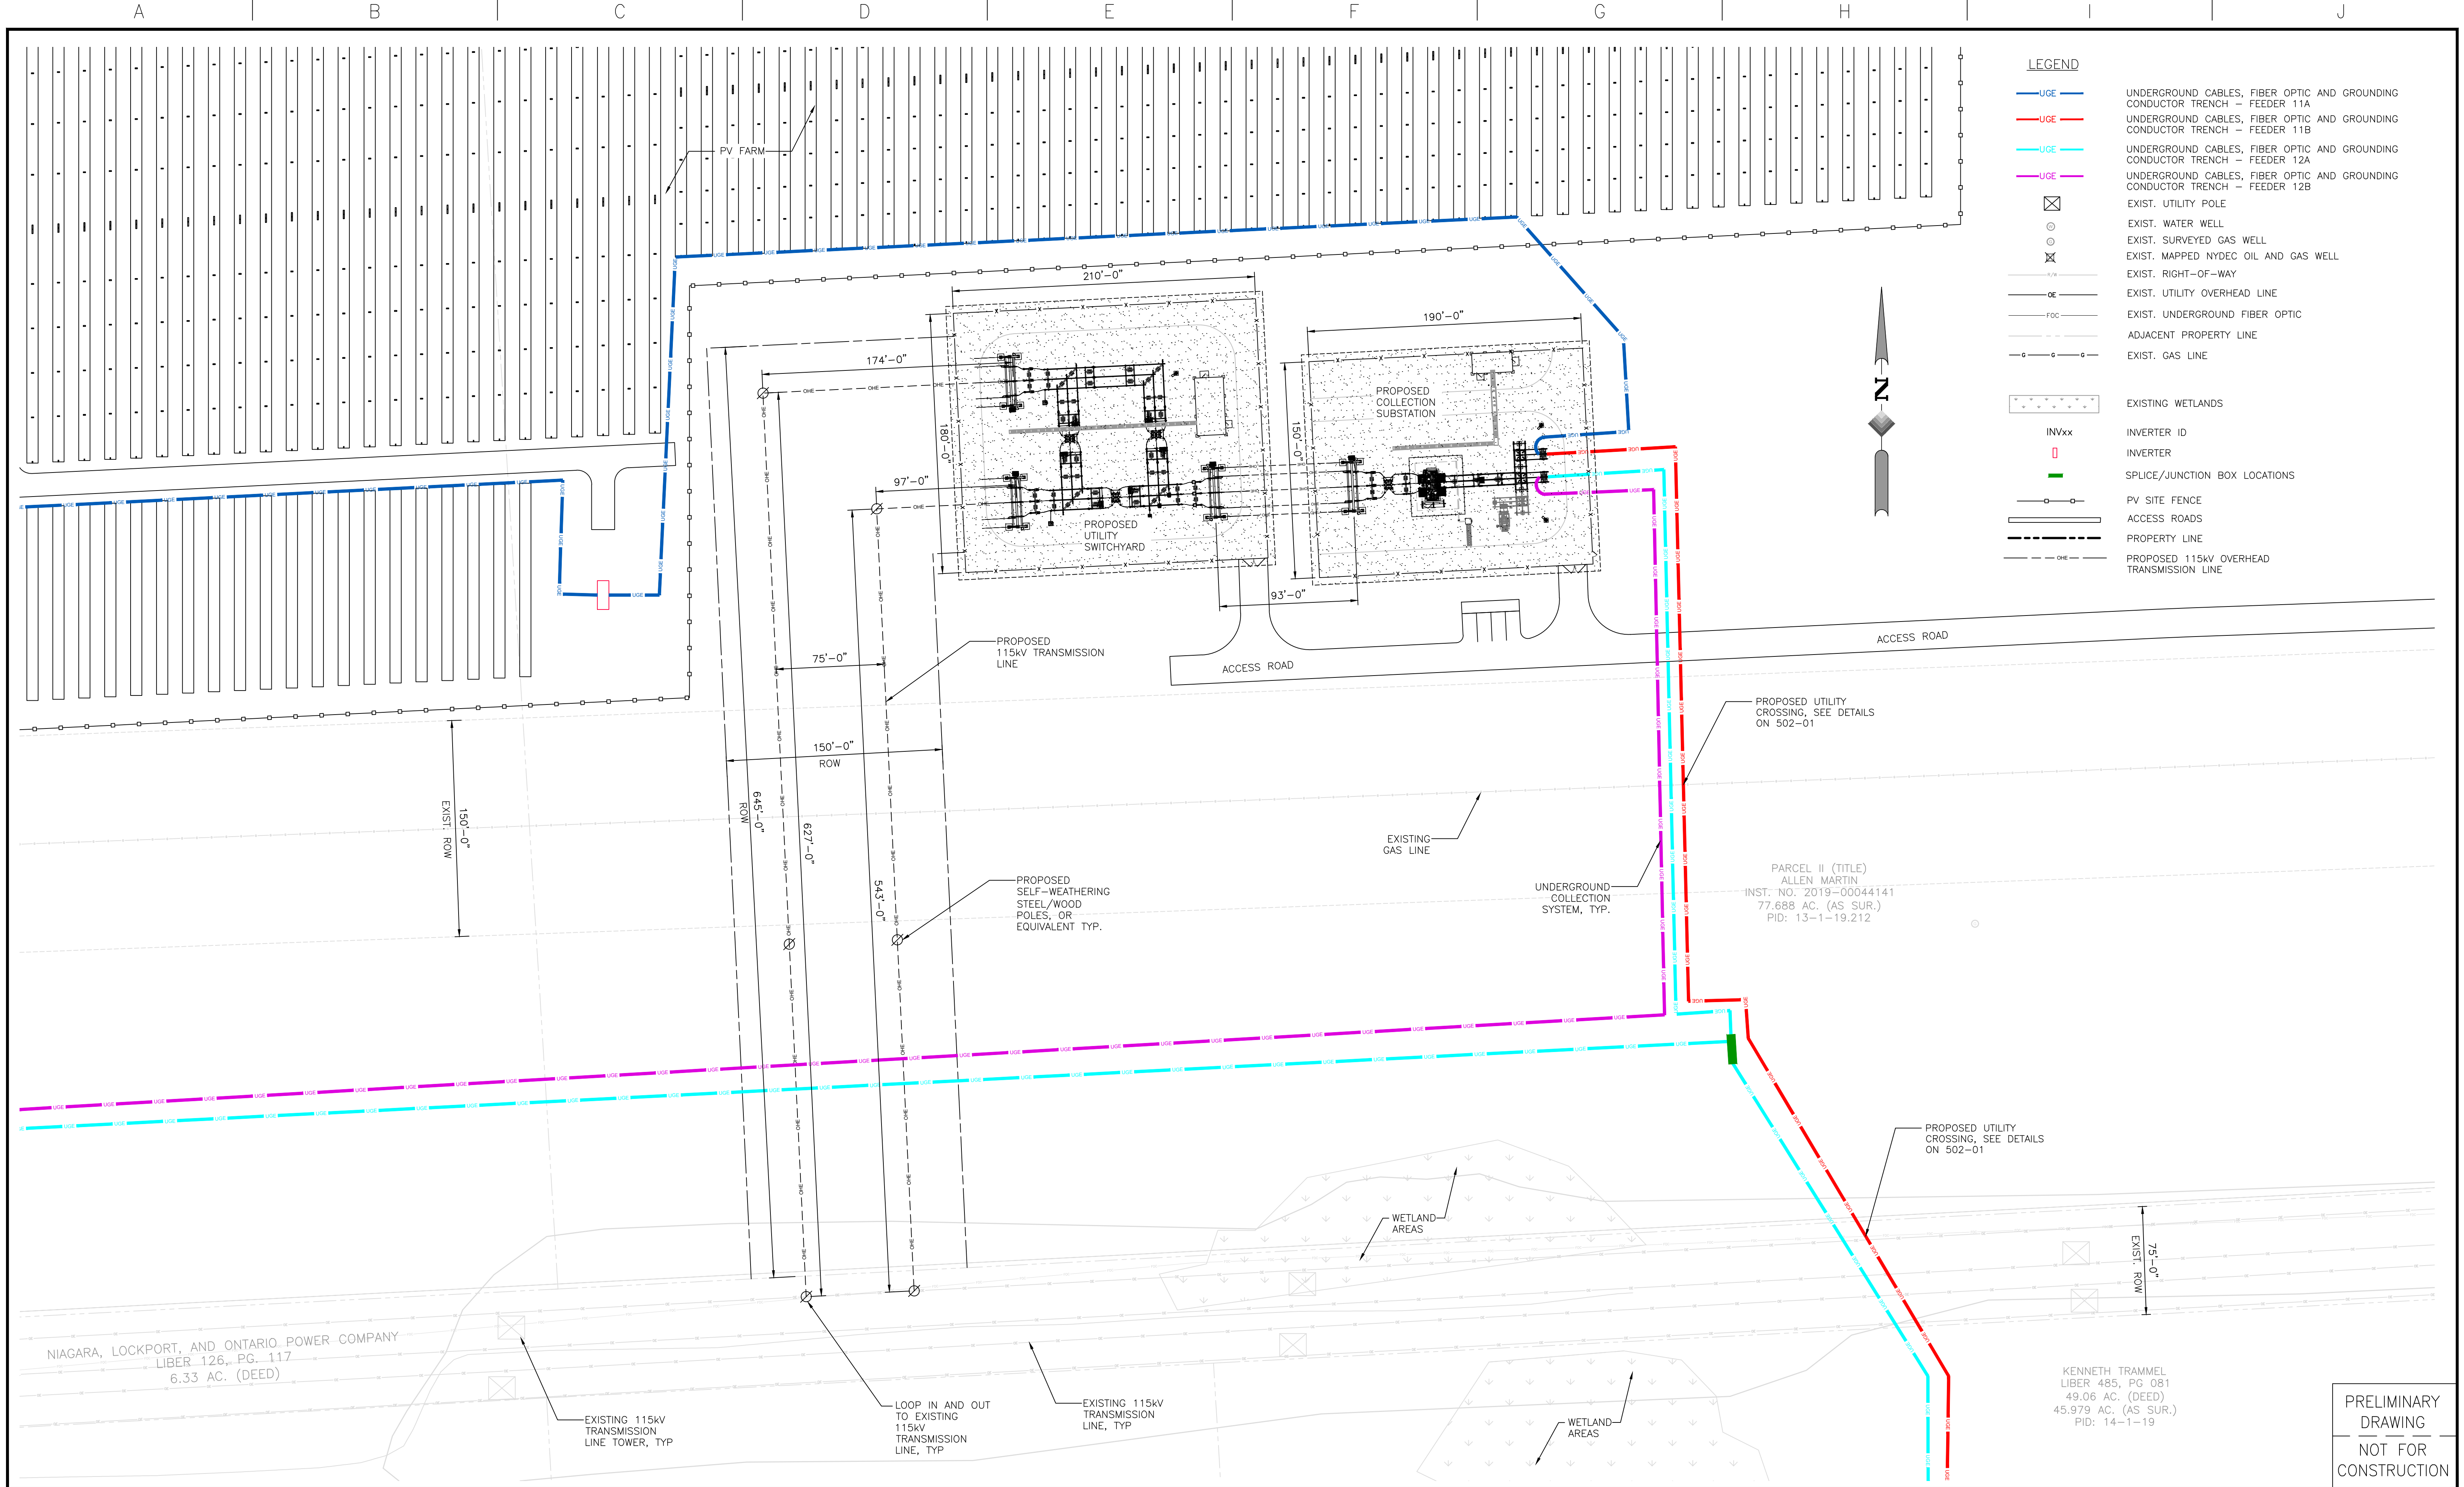 A B C D E F G H I J
LEGEND
UGE
UNDERGROUND CABLES, FIBER OPTIC AND GROUNDING
CONDUCTOR TRENCH – FEEDER 11A
UGE
UNDERGROUND CABLES, FIBER OPTIC AND GROUNDING
CONDUCTOR TRENCH – FEEDER 11B
UGE
UNDERGROUND CABLES, FIBER OPTIC AND GROUNDING
CONDUCTOR TRENCH – FEEDER 12A
UGE
UNDERGROUND CABLES, FIBER OPTIC AND GROUNDING
CONDUCTOR TRENCH – FEEDER 12B
EXIST. UTILITY POLE
EXIST. WATER WELL
EXIST. SURVEYED GAS WELL
EXIST. MAPPED NYDEC OIL AND GAS WELL
R/W
EXIST. RIGHT-OF-WAY
OE
EXIST. UTILITY OVERHEAD LINE
FOC
EXIST. UNDERGROUND FIBER OPTIC
ADJACENT PROPERTY LINE
G G G
EXIST. GAS LINE
EXISTING WETLANDS
INVxx
INVERTER ID
INVERTER
SPLICE/JUNCTION BOX LOCATIONS
PV SITE FENCE
ACCESS ROADS
PROPERTY LINE
OHE
PROPOSED 115kV OVERHEAD
TRANSMISSION LINE
N
PV FARM
210'-0"
190'-0"
174'-0"
180'-0"
150'-0"
97'-0"
93'-0"
PROPOSED
COLLECTION
SUBSTATION
PROPOSED
UTILITY
SWITCHYARD
PROPOSED
115kV TRANSMISSION
LINE
75'-0"
ACCESS ROAD
ACCESS ROAD
150'-0"
ROW
645'-0"
ROW
627'-0"
543'-0"
150'-0"
EXIST. ROW
PROPOSED UTILITY
CROSSING, SEE DETAILS
ON 502-01
EXISTING
GAS LINE
PROPOSED
SELF-WEATHERING
STEEL/WOOD
POLES, OR
EQUIVALENT TYP.
UNDERGROUND
COLLECTION
SYSTEM, TYP.
PARCEL II (TITLE)
ALLEN MARTIN
INST. NO. 2019-00044141
77.688 AC. (AS SUR.)
PID: 13-1-19.212
PROPOSED UTILITY
CROSSING, SEE DETAILS
ON 502-01
WETLAND
AREAS
75'-0"
EXIST. ROW
NIAGARA, LOCKPORT, AND ONTARIO POWER COMPANY
LIBER 126, PG. 117
6.33 AC. (DEED)
EXISTING 115kV
TRANSMISSION
LINE TOWER, TYP
LOOP IN AND OUT
TO EXISTING
115kV
TRANSMISSION
LINE, TYP
EXISTING 115kV
TRANSMISSION
LINE, TYP
WETLAND
AREAS
KENNETH TRAMMEL
LIBER 485, PG 081
49.06 AC. (DEED)
45.979 AC. (AS SUR.)
PID: 14-1-19
PRELIMINARY
DRAWING
NOT FOR
CONSTRUCTION